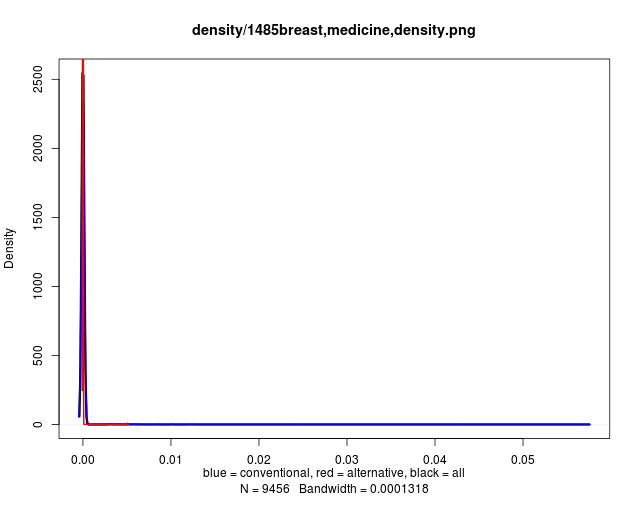 density/1485breast,medicine,density.png
Density
2500
2000
1500
1000
500
0
0.00 0.01 0.02 0.03 0.04 0.05
blue = conventional, red = alternative, black = all
N = 9456 Bandwidth = 0.0001318